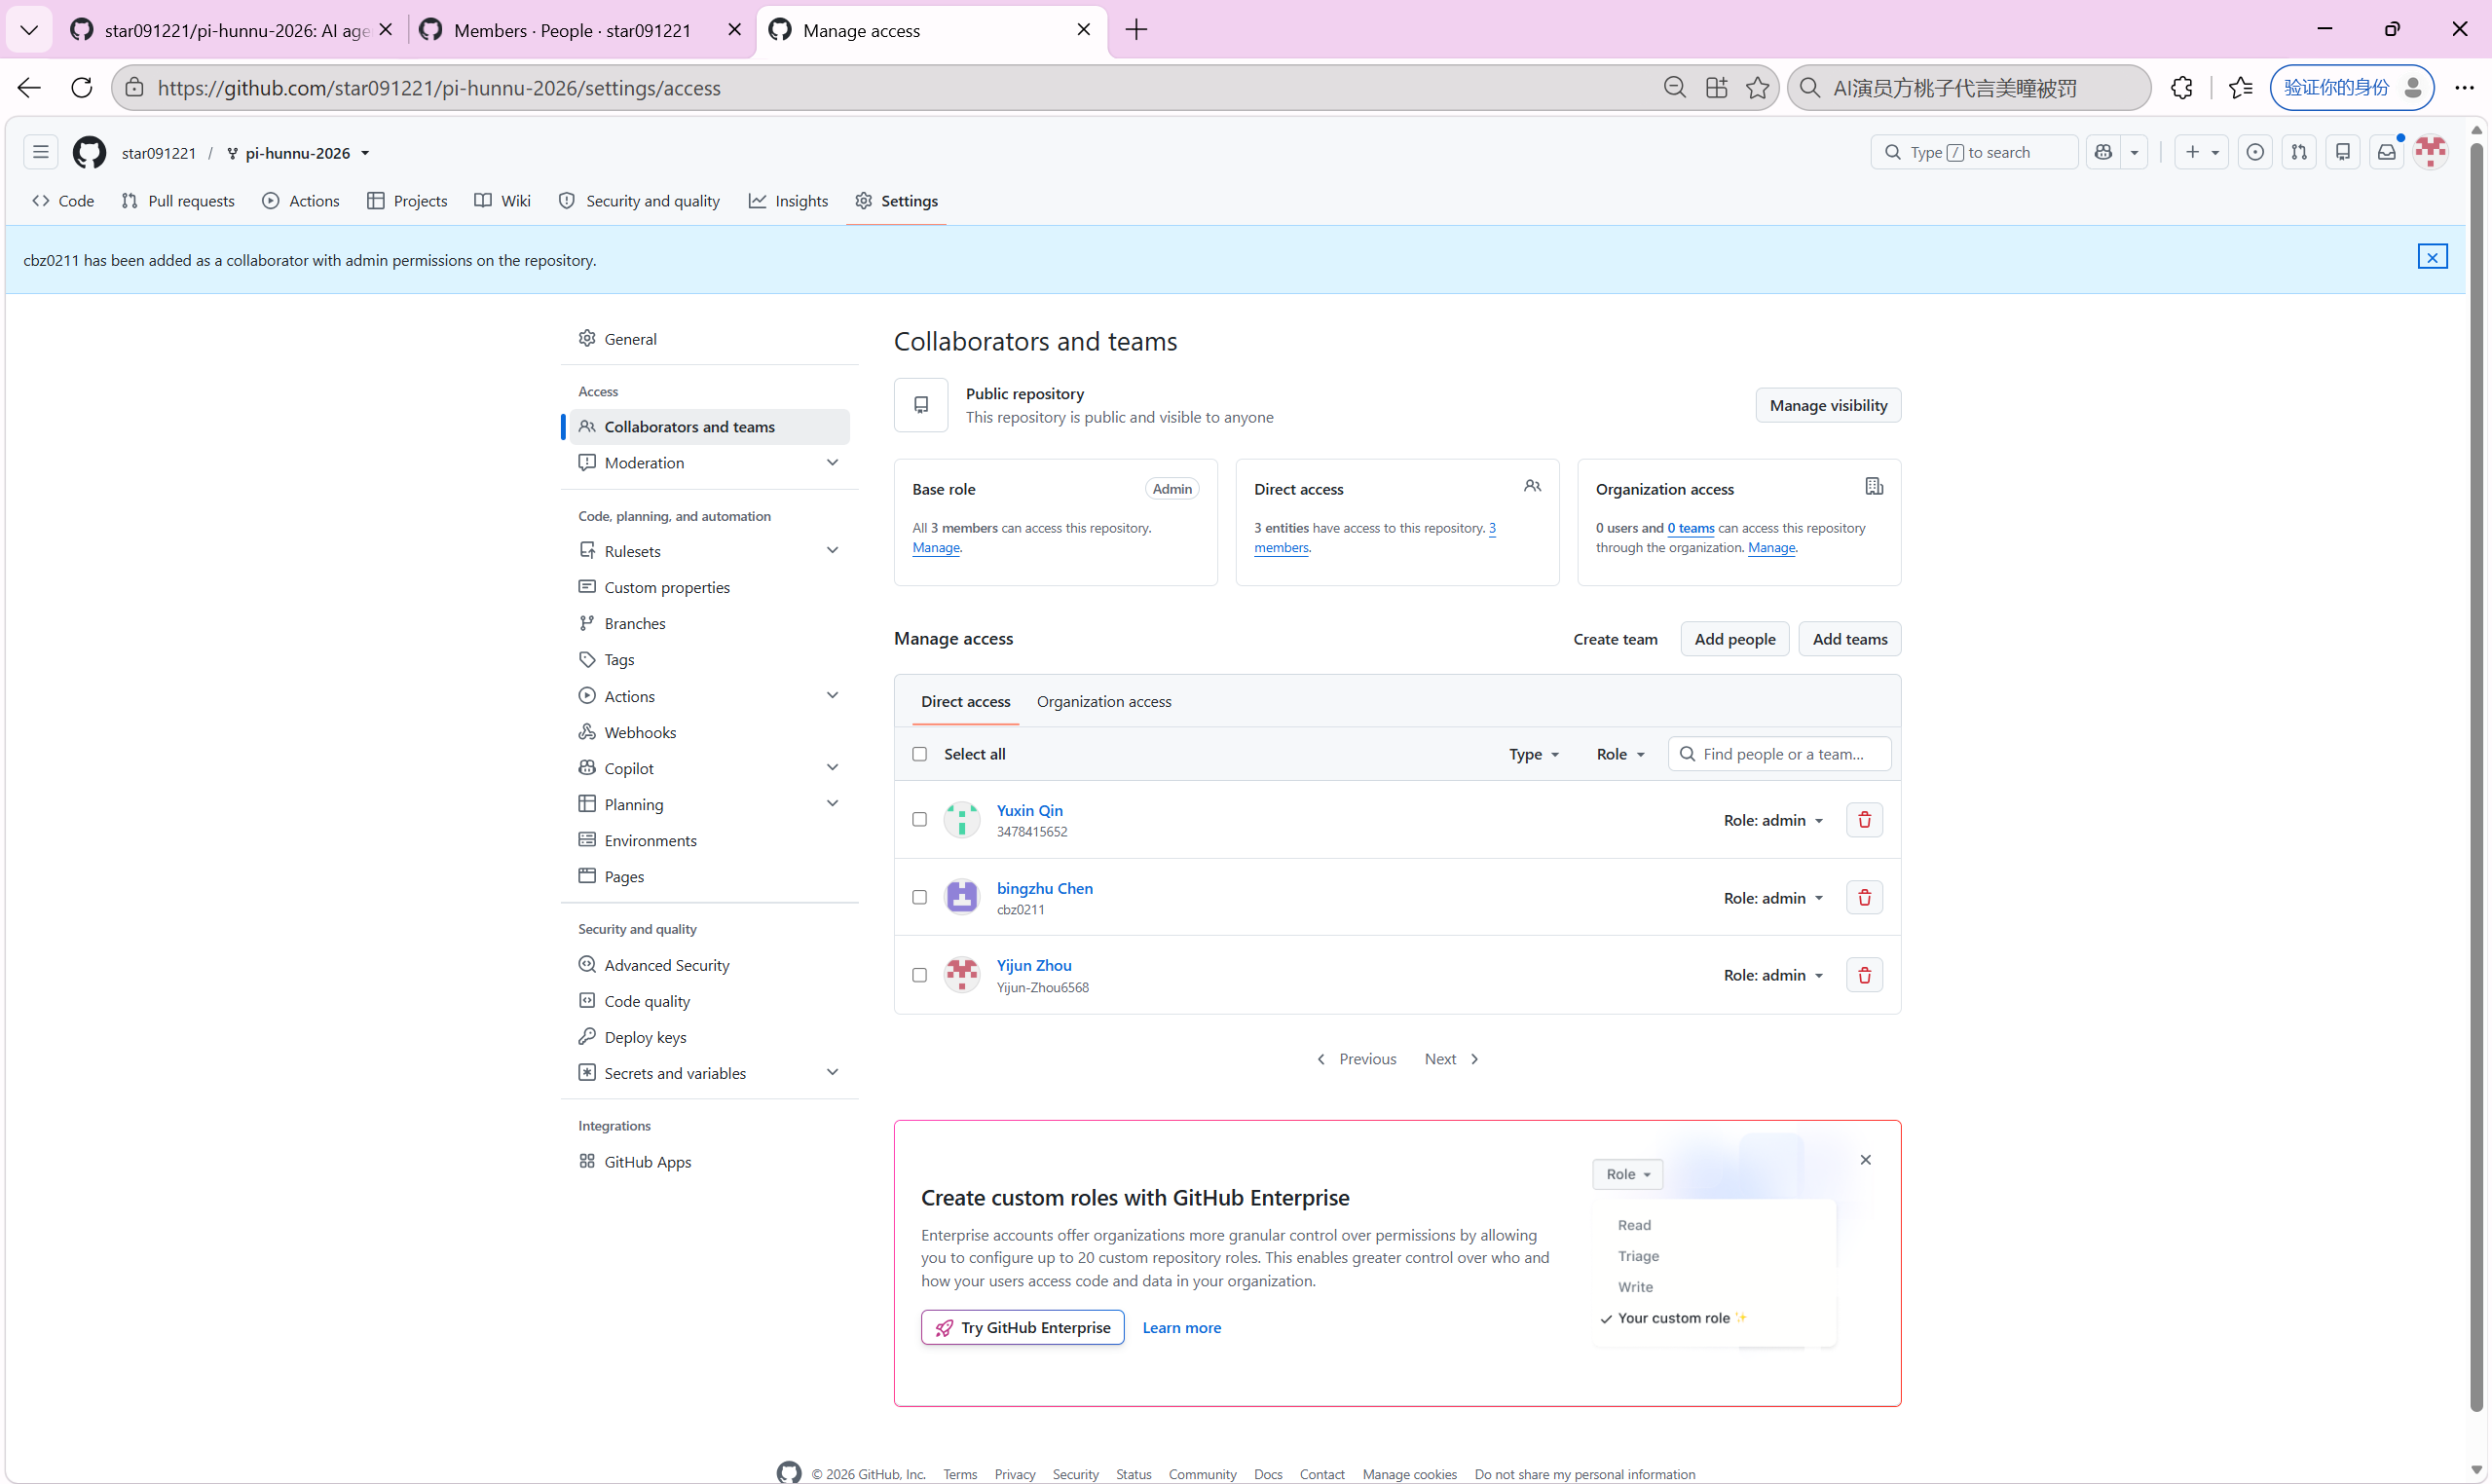 star091221/pi-hunnu-2026: AI age
Members · People · star091221
Manage access
https://github.com/star091221/pi-hunnu-2026/settings/access
AI演员方桃子代言美瞳被罚
验证你的身份
star091221 / pi-hunnu-2026
Type / to search
Code
Pull requests
Actions
Projects
Wiki
Security and quality
Insights
Settings
cbz0211 has been added as a collaborator with admin permissions on the repository.
General
Access
Collaborators and teams
Moderation
Code, planning, and automation
Rulesets
Custom properties
Branches
Tags
Actions
Webhooks
Copilot
Planning
Environments
Pages
Security and quality
Advanced Security
Code quality
Deploy keys
Secrets and variables
Integrations
GitHub Apps
Collaborators and teams
Public repository
This repository is public and visible to anyone
Manage visibility
Base role
Admin
All 3 members can access this repository.
Manage.
Direct access
3 entities have access to this repository. 3
members.
Organization access
0 users and 0 teams can access this repository
through the organization. Manage.
Manage access
Create team
Add people
Add teams
Direct access
Organization access
Select all
Type
Role
Find people or a team...
Yuxin Qin
3478415652
Role: admin
bingzhu Chen
cbz0211
Role: admin
Yijun Zhou
Yijun-Zhou6568
Role: admin
Previous
Next
Create custom roles with GitHub Enterprise
Enterprise accounts offer organizations more granular control over permissions by allowing
you to configure up to 20 custom repository roles. This enables greater control over who and
how your users access code and data in your organization.
Try GitHub Enterprise
Learn more
Role
Read
Triage
Write
Your custom role
© 2026 GitHub, Inc.
Terms
Privacy
Security
Status
Community
Docs
Contact
Manage cookies
Do not share my personal information